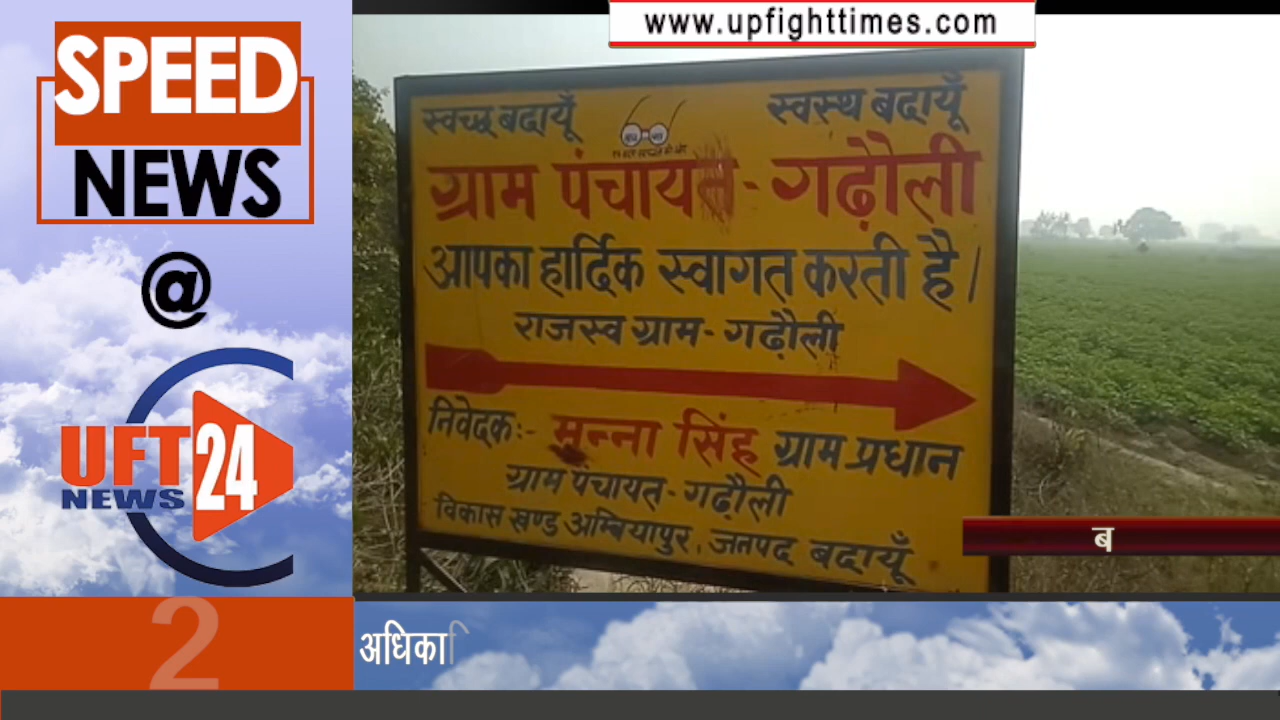 www.upfighttimes.com
SPEED
NEWS
@
UFT 24
NEWS
स्वच्छ बदायूँ स्वस्थ बदायूँ
ग्राम पंचायत - गढ़ौली
आपका हार्दिक स्वागत करती है।
राजस्व ग्राम - गढ़ौली
निवेदकः- मुन्ना सिंह ग्राम प्रधान
ग्राम पंचायत - गढ़ौली
विकास खण्ड अम्बियापुर, जनपद बदायूँ
ब
2
अधिका